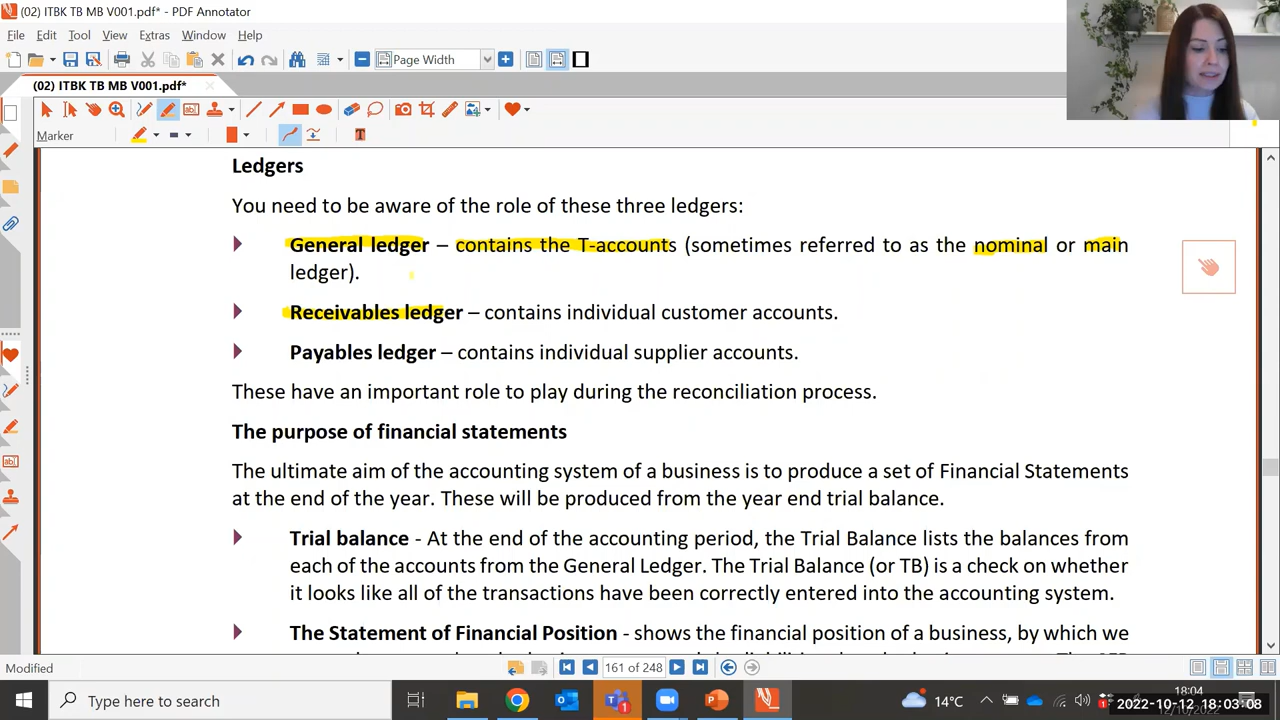 (02) ITBK TB MB V001.pdf* - PDF Annotator
File Edit Tool View Extras Window Help
Page Width
(02) ITBK TB MB V001.pdf*
Marker
Ledgers
You need to be aware of the role of these three ledgers:
General ledger – contains the T-accounts (sometimes referred to as the nominal or main
ledger).
Receivables ledger – contains individual customer accounts.
Payables ledger – contains individual supplier accounts.
These have an important role to play during the reconciliation process.
The purpose of financial statements
The ultimate aim of the accounting system of a business is to produce a set of Financial Statements
at the end of the year. These will be produced from the year end trial balance.
Trial balance - At the end of the accounting period, the Trial Balance lists the balances from
each of the accounts from the General Ledger. The Trial Balance (or TB) is a check on whether
it looks like all of the transactions have been correctly entered into the accounting system.
The Statement of Financial Position - shows the financial position of a business, by which we
Modified
161 of 248
Type here to search
14°C
18:04
2022-10-12 18:03:08